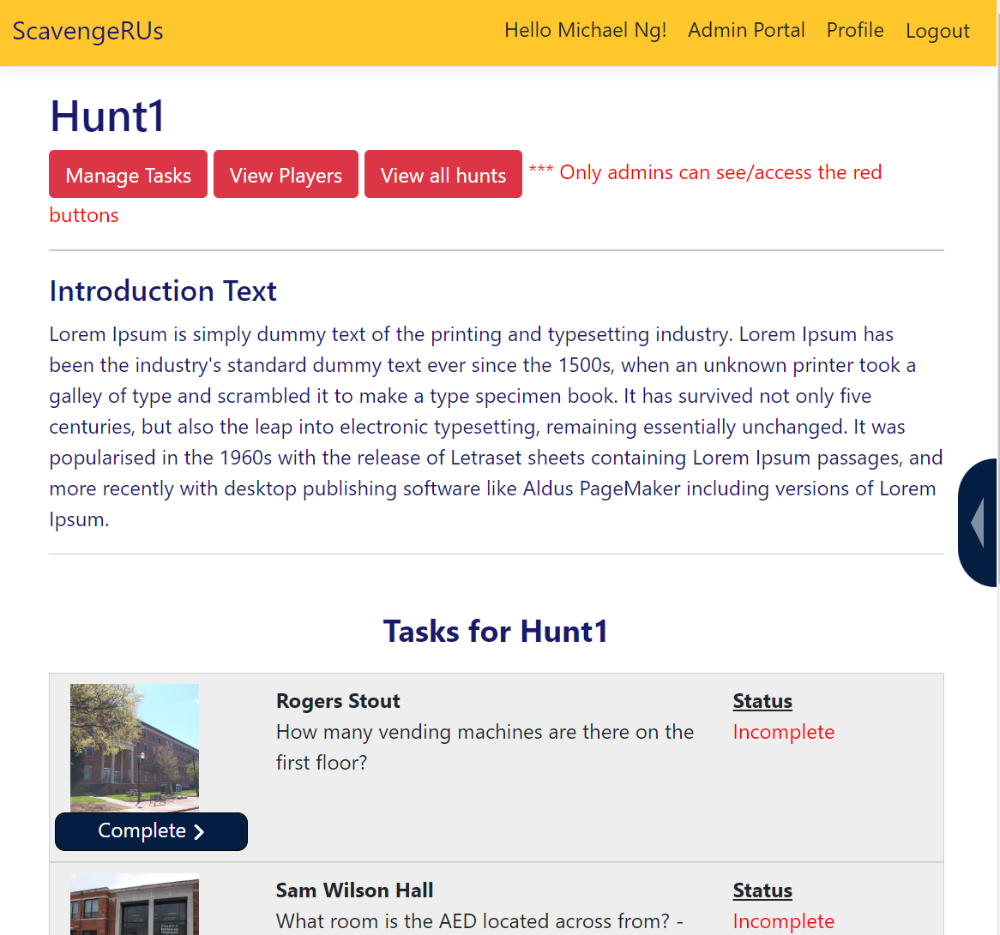 ScavengeRUs
Hello Michael Ng! Admin Portal Profile Logout
Hunt1
Manage Tasks View Players View all hunts *** Only admins can see/access the red
buttons
Introduction Text
Lorem Ipsum is simply dummy text of the printing and typesetting industry. Lorem Ipsum has
been the industry's standard dummy text ever since the 1500s, when an unknown printer took a
galley of type and scrambled it to make a type specimen book. It has survived not only five
centuries, but also the leap into electronic typesetting, remaining essentially unchanged. It was
popularised in the 1960s with the release of Letraset sheets containing Lorem Ipsum passages, and
more recently with desktop publishing software like Aldus PageMaker including versions of Lorem
Ipsum.
Tasks for Hunt1
Rogers Stout
How many vending machines are there on the
first floor?
Status
Incomplete
Complete
Sam Wilson Hall
What room is the AED located across from? -
Status
Incomplete